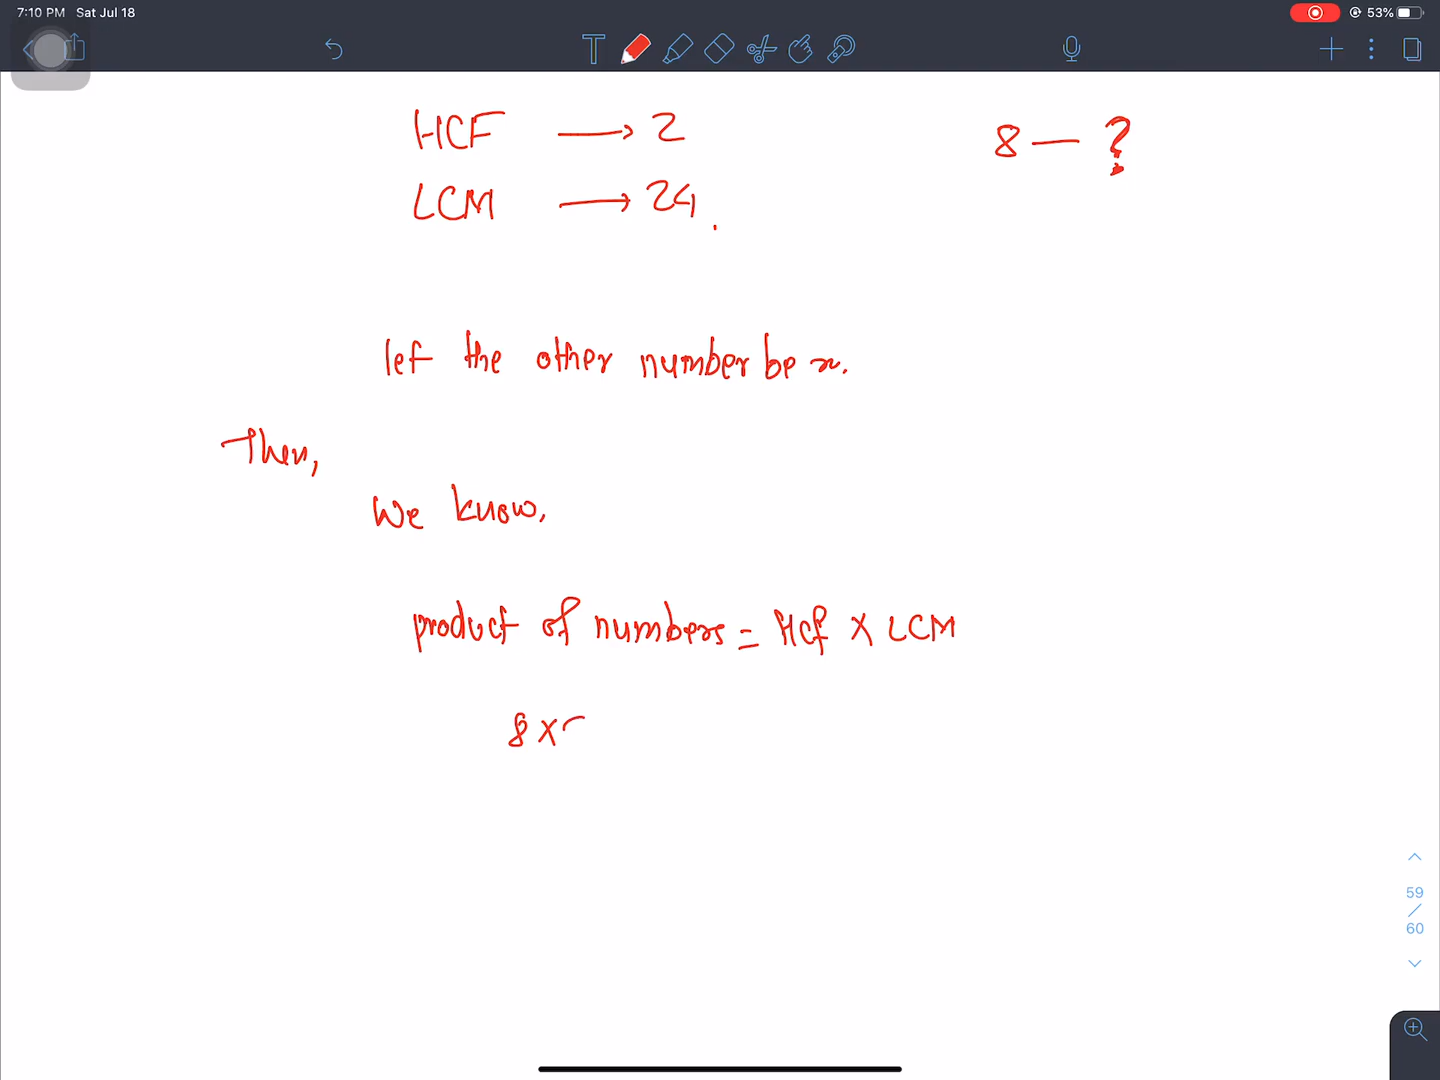 7:10 PM Sat Jul 18
53%
HCF → 2
8 — ?
LCM → 24.
let the other number be x.
Then,
We know,
product of numbers = HCF X LCM
8 X
59
/
60